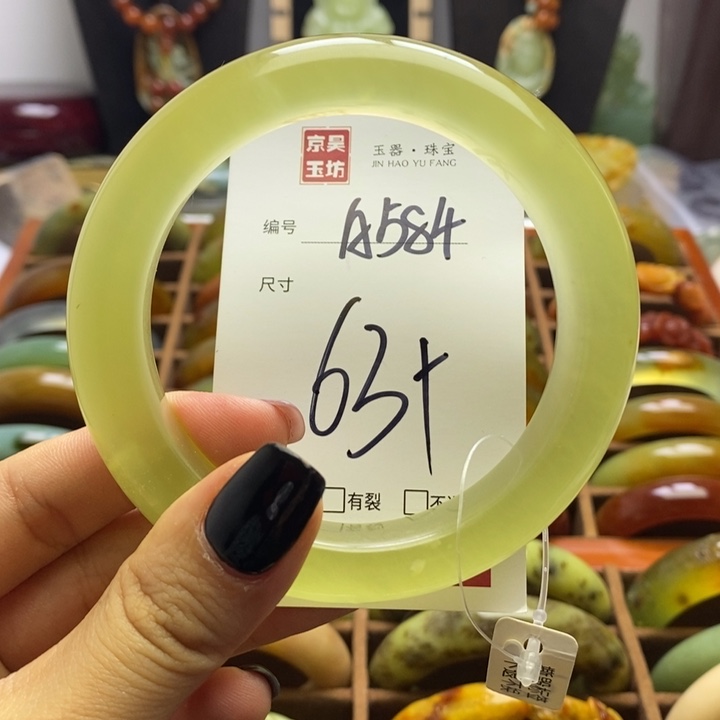 京昊
玉坊
玉器·珠宝
JIN HAO YU FANG
编号 A584
尺寸
63+
有裂 不